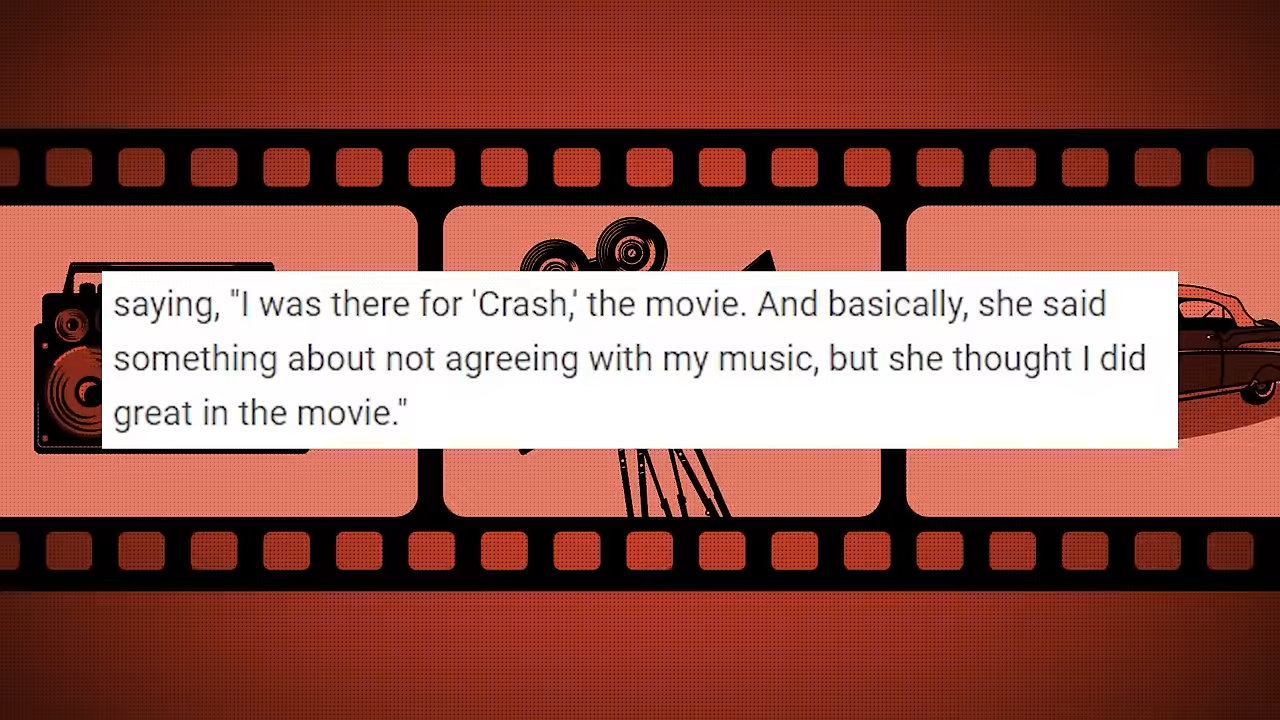 saying, "I was there for 'Crash,' the movie. And basically, she said
something about not agreeing with my music, but she thought I did
great in the movie."